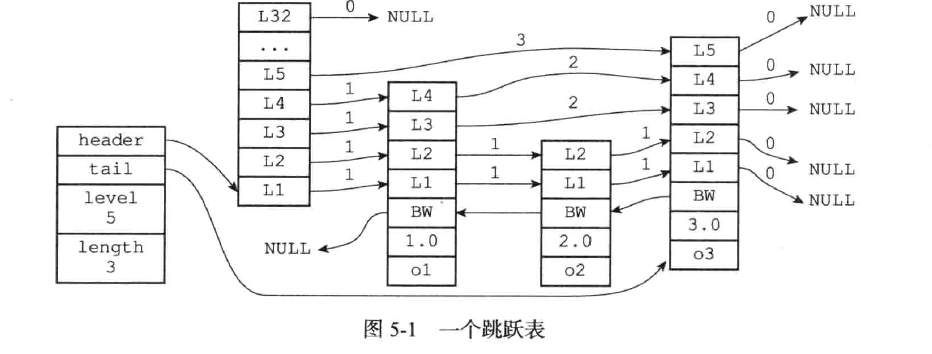 header
tail
level
5
length
3
L32
...
L5
L4
L3
L2
L1
0
NULL
3
1
1
1
1
L4
L3
L2
L1
BW
1.0
o1
NULL
2
2
1
1
L2
L1
BW
2.0
o2
1
1
L5
L4
L3
L2
L1
BW
3.0
o3
0
NULL
0
NULL
0
NULL
0
NULL
0
NULL
图 5-1 一个跳跃表